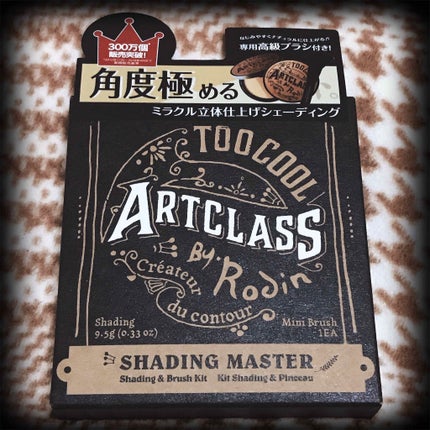 300万個
販売突破!
なじみやすくナチュラルに仕上がる!!
専用高級ブラシ付き!
角度極める
ミラクル立体仕上げシェーディング
TOO COOL
ARTCLASS
By. Rodin
Créateur
du contour
Shading
9.5g (0.33 oz)
Mini Brush
1EA
SHADING MASTER
Shading & Brush Kit Kit Shading & Pinceau